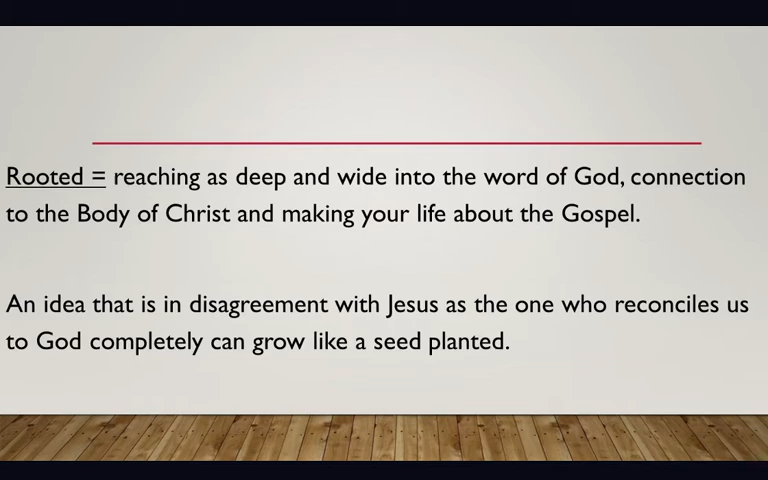 Rooted = reaching as deep and wide into the word of God, connection
to the Body of Christ and making your life about the Gospel.
An idea that is in disagreement with Jesus as the one who reconciles us
to God completely can grow like a seed planted.